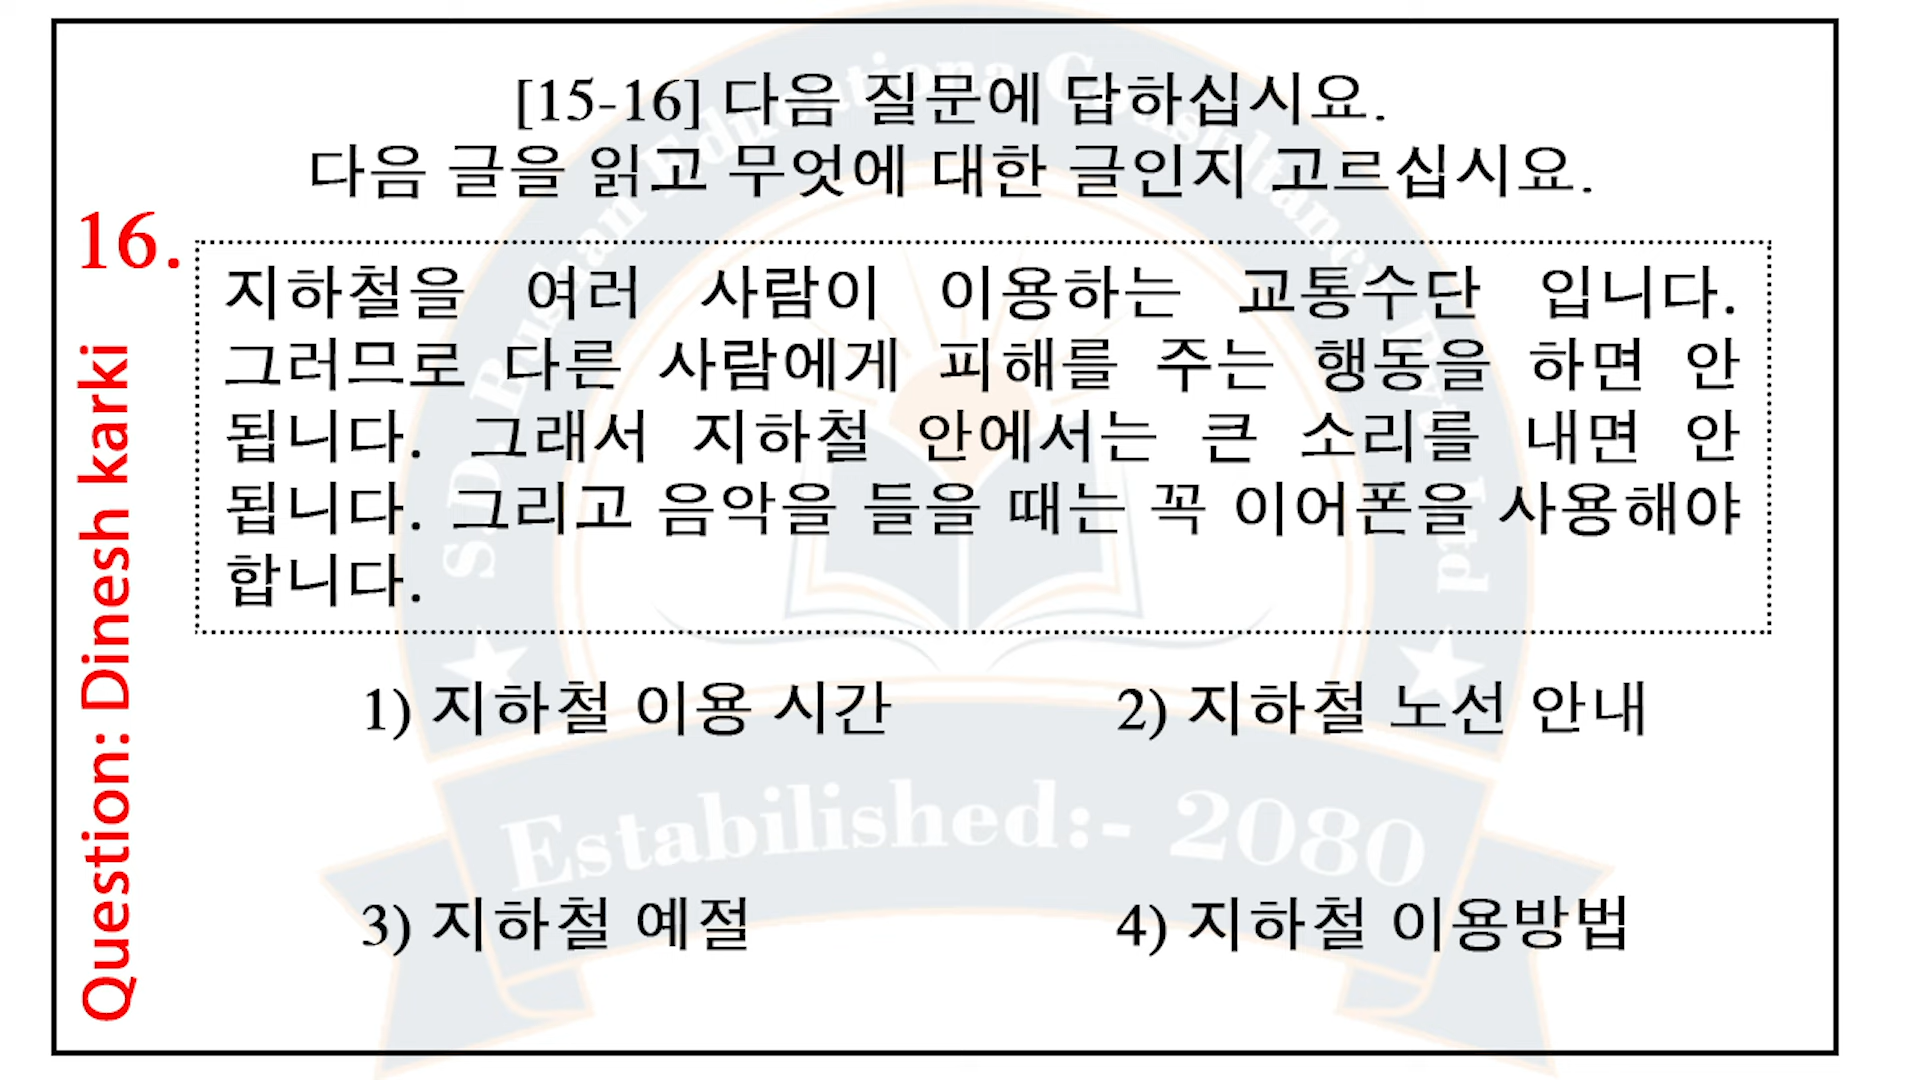 [15-16] 다음 질문에 답하십시요.
다음 글을 읽고 무엇에 대한 글인지 고르십시요.
16.
지하철을 여러 사람이 이용하는 교통수단 입니다.
그러므로 다른 사람에게 피해를 주는 행동을 하면 안
됩니다. 그래서 지하철 안에서는 큰 소리를 내면 안
됩니다. 그리고 음악을 들을 때는 꼭 이어폰을 사용해야
합니다.
1) 지하철 이용 시간
2) 지하철 노선 안내
3) 지하철 예절
4) 지하철 이용방법
Question: Dinesh karki
Estabilished:- 2080